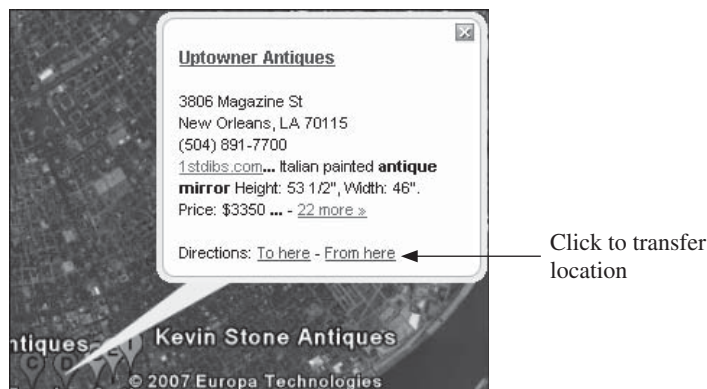 Uptowner Antiques
3806 Magazine St
New Orleans, LA 70115
(504) 891-7700
1stdibs.com... Italian painted antique
mirror Height: 53 1/2", Width: 46".
Price: $3350 ... - 22 more »
Directions: To here - From here
Click to transfer
location
ntiques
Kevin Stone Antiques
C D E I
© 2007 Europa Technologies